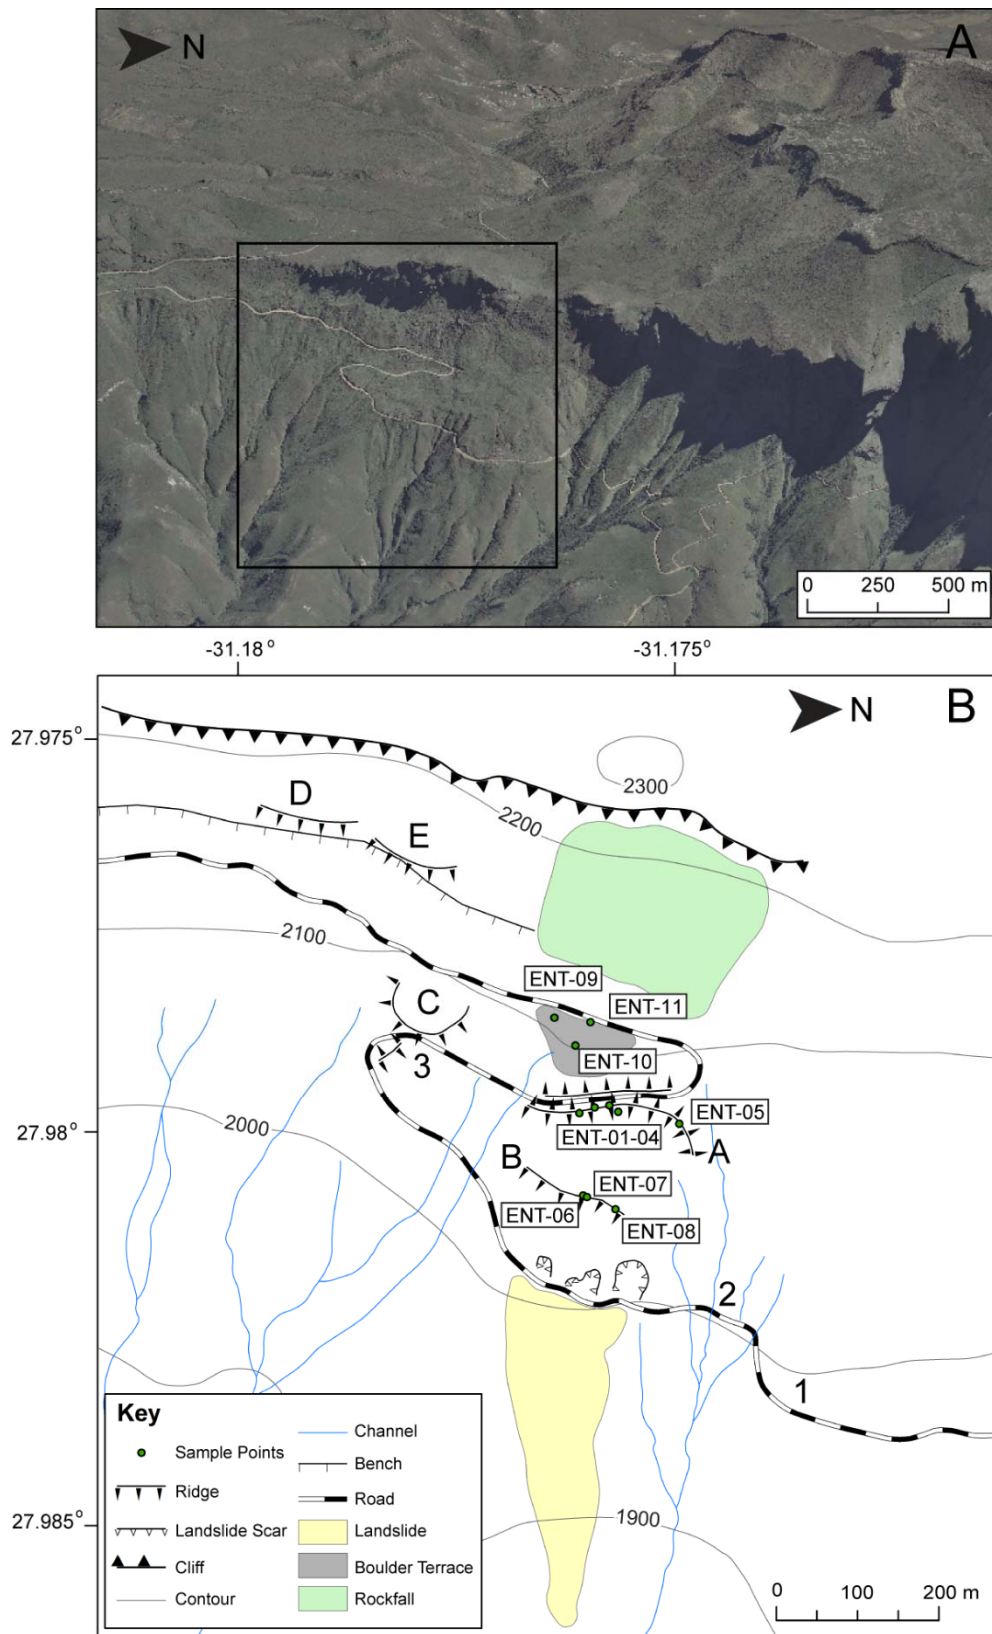 N
A
0 250 500 m
-31.18°
-31.175°
N
B
27.975°
2300
D
2200
E
2100
ENT-09
ENT-11
C
ENT-10
3
2000
ENT-05
27.98°
ENT-01-04
A
B
ENT-07
ENT-06
ENT-08
2
1
Key
Sample Points
Ridge
Landslide Scar
Cliff
Contour
Channel
Bench
Road
Landslide
Boulder Terrace
Rockfall
27.985°
1900
0 100 200 m